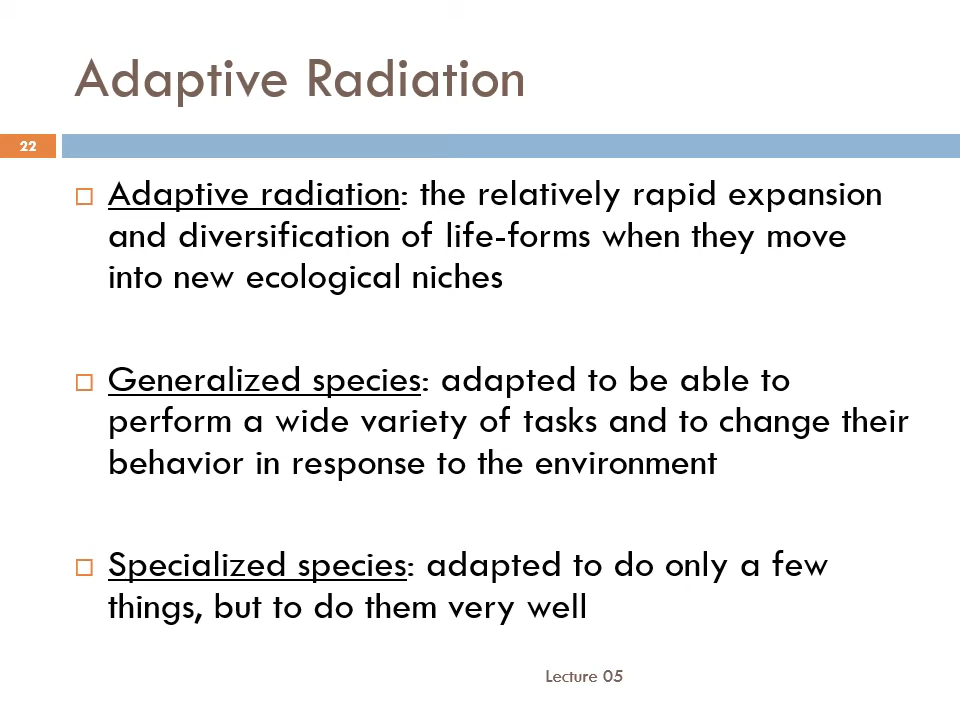 Adaptive Radiation
22
Adaptive radiation: the relatively rapid expansion
and diversification of life-forms when they move
into new ecological niches
Generalized species: adapted to be able to
perform a wide variety of tasks and to change their
behavior in response to the environment
Specialized species: adapted to do only a few
things, but to do them very well
Lecture 05